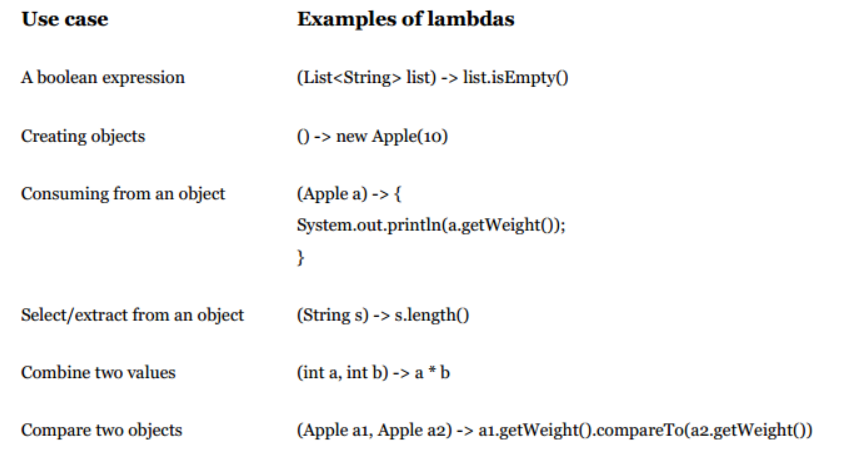 Use case Examples of lambdas
A boolean expression (List<String> list) -> list.isEmpty()
Creating objects () -> new Apple(10)
Consuming from an object (Apple a) -> {
System.out.println(a.getWeight());
}
Select/extract from an object (String s) -> s.length()
Combine two values (int a, int b) -> a * b
Compare two objects (Apple a1, Apple a2) -> a1.getWeight().compareTo(a2.getWeight())